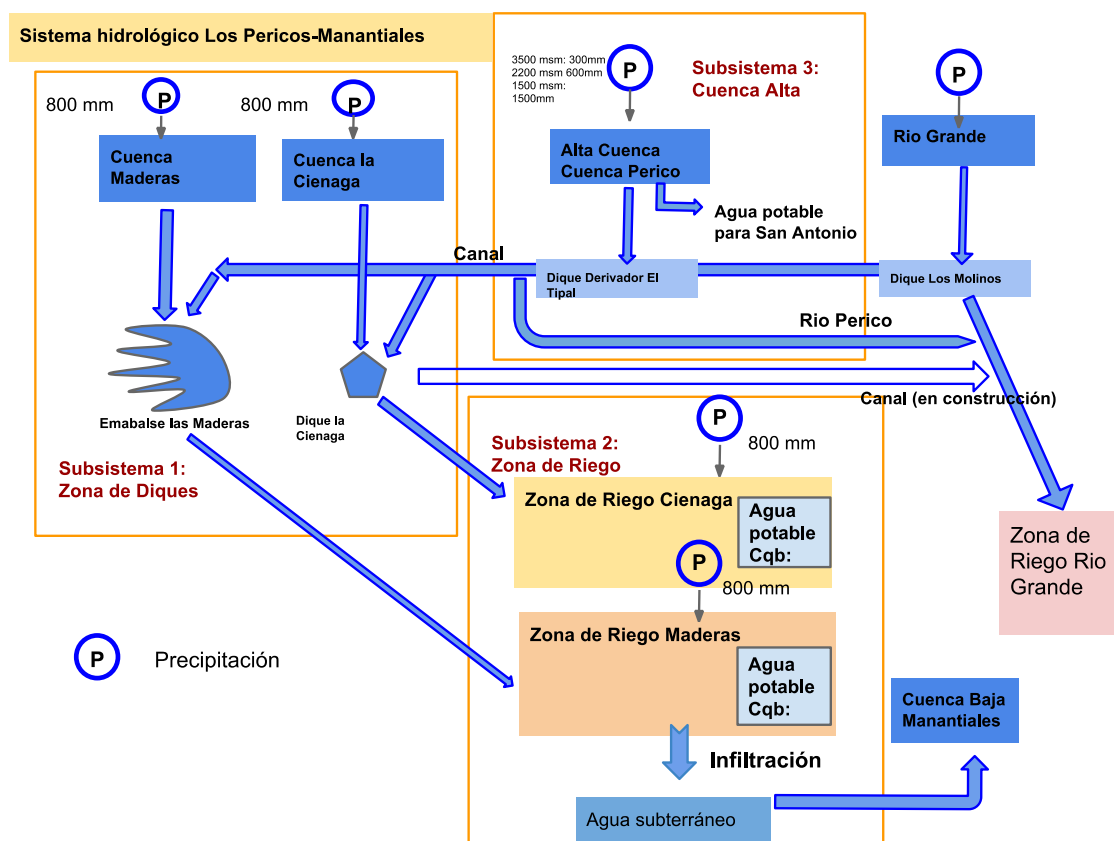 Sistema hidrológico Los Pericos-Manantiales
P
800 mm
P
800 mm
Cuenca
Maderas
Cuenca la
Cienaga
3500 msm: 300mm
2200 msm 600mm
1500 msm:
1500mm
P
Subsistema 3:
Cuenca Alta
P
Alta Cuenca
Cuenca Perico
Rio Grande
Agua potable
para San Antonio
Canal
Dique Derivador El
Tipal
Dique Los Molinos
Rio Perico
Canal (en construcción)
Emabalse las Maderas
Dique la
Cienaga
Subsistema 1:
Zona de Diques
Subsistema 2:
Zona de Riego
P
800 mm
Zona de Riego Cienaga
Agua
potable
Cqb:
P
800 mm
Zona de Riego Maderas
Agua
potable
Cqb:
Zona de
Riego Rio
Grande
P
Precipitación
Cuenca Baja
Manantiales
Infiltración
Agua subterráneo